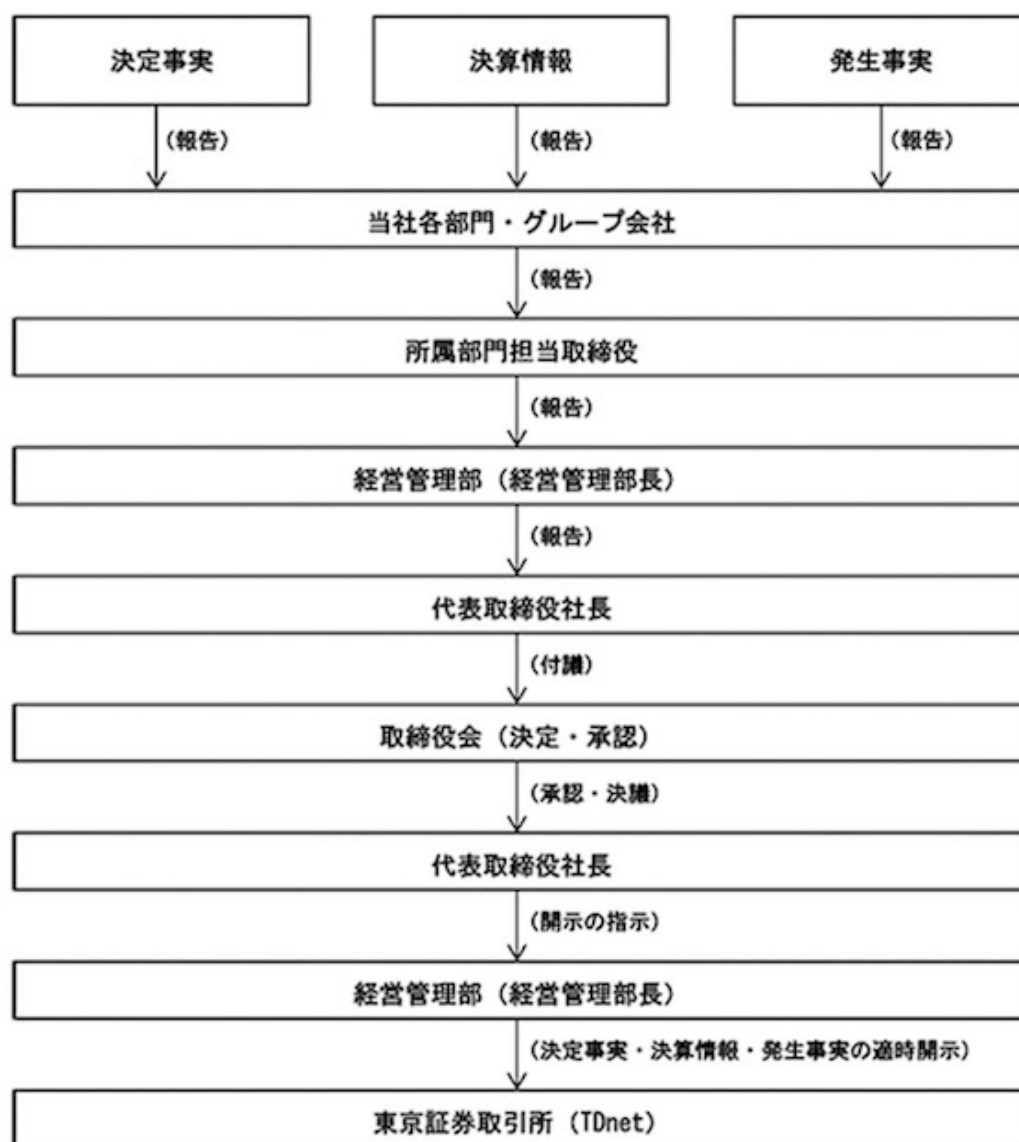 決定事実 決算情報 発生事実
(報告) (報告) (報告)
当社各部門・グループ会社
(報告)
所属部門担当取締役
(報告)
経営管理部（経営管理部長）
(報告)
代表取締役社長
(付議)
取締役会（決定・承認）
(承認・決議)
代表取締役社長
(開示の指示)
経営管理部（経営管理部長）
(決定事実・決算情報・発生事実の適時開示)
東京証券取引所（TDnet）